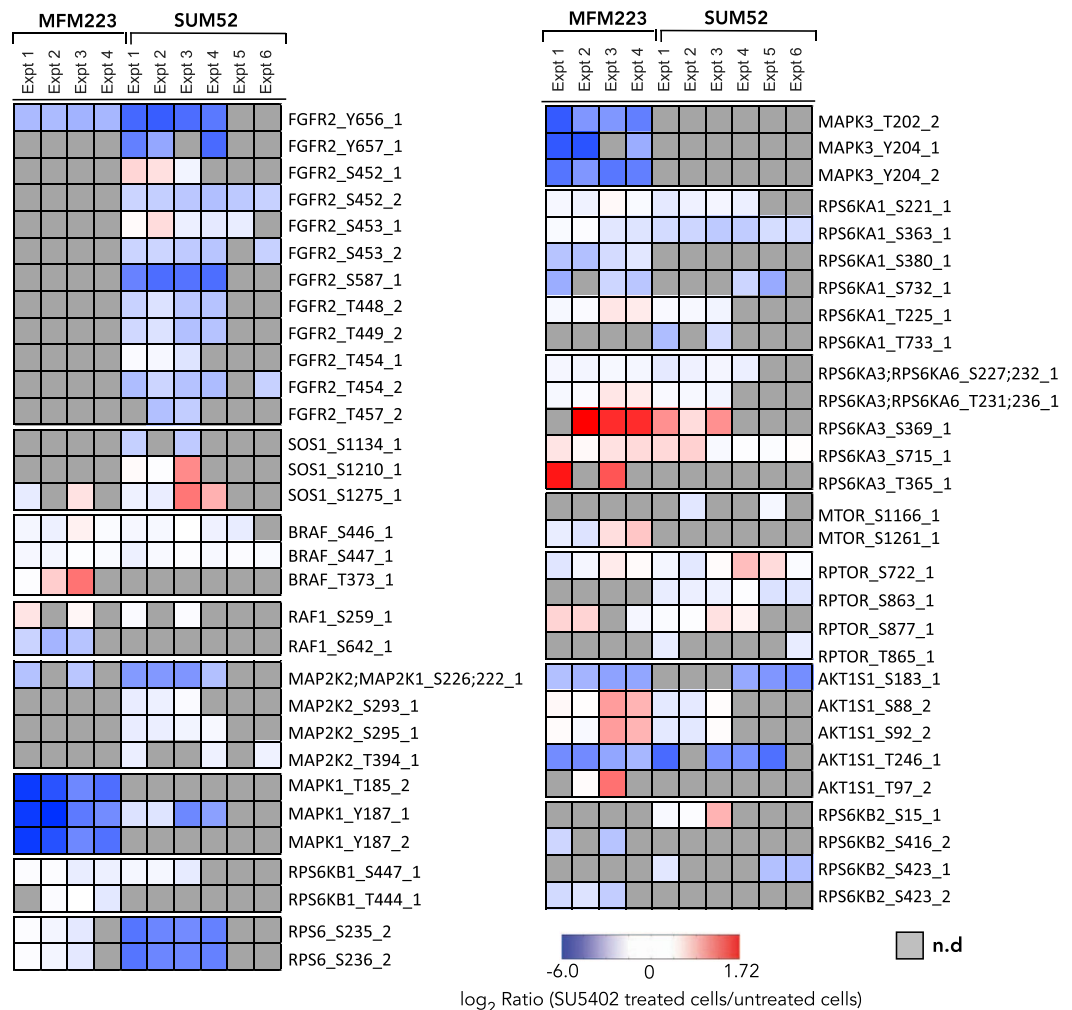 MFM223 SUM52
Expt 1 Expt 2 Expt 3 Expt 4 Expt 1 Expt 2 Expt 3 Expt 4 Expt 5 Expt 6
FGFR2_Y656_1
FGFR2_Y657_1
FGFR2_S452_1
FGFR2_S452_2
FGFR2_S453_1
FGFR2_S453_2
FGFR2_S587_1
FGFR2_T448_2
FGFR2_T449_2
FGFR2_T454_1
FGFR2_T454_2
FGFR2_T457_2
SOS1_S1134_1
SOS1_S1210_1
SOS1_S1275_1
BRAF_S446_1
BRAF_S447_1
BRAF_T373_1
RAF1_S259_1
RAF1_S642_1
MAP2K2;MAP2K1_S226;222_1
MAP2K2_S293_1
MAP2K2_S295_1
MAP2K2_T394_1
MAPK1_T185_2
MAPK1_Y187_1
MAPK1_Y187_2
RPS6KB1_S447_1
RPS6KB1_T444_1
RPS6_S235_2
RPS6_S236_2
MFM223 SUM52
Expt 1 Expt 2 Expt 3 Expt 4 Expt 1 Expt 2 Expt 3 Expt 4 Expt 5 Expt 6
MAPK3_T202_2
MAPK3_Y204_1
MAPK3_Y204_2
RPS6KA1_S221_1
RPS6KA1_S363_1
RPS6KA1_S380_1
RPS6KA1_S732_1
RPS6KA1_T225_1
RPS6KA1_T733_1
RPS6KA3;RPS6KA6_S227;232_1
RPS6KA3;RPS6KA6_T231;236_1
RPS6KA3_S369_1
RPS6KA3_S715_1
RPS6KA3_T365_1
MTOR_S1166_1
MTOR_S1261_1
RPTOR_S722_1
RPTOR_S863_1
RPTOR_S877_1
RPTOR_T865_1
AKT1S1_S183_1
AKT1S1_S88_2
AKT1S1_S92_2
AKT1S1_T246_1
AKT1S1_T97_2
RPS6KB2_S15_1
RPS6KB2_S416_2
RPS6KB2_S423_1
RPS6KB2_S423_2
-6.0 0 1.72
n.d
log2 Ratio (SU5402 treated cells/untreated cells)